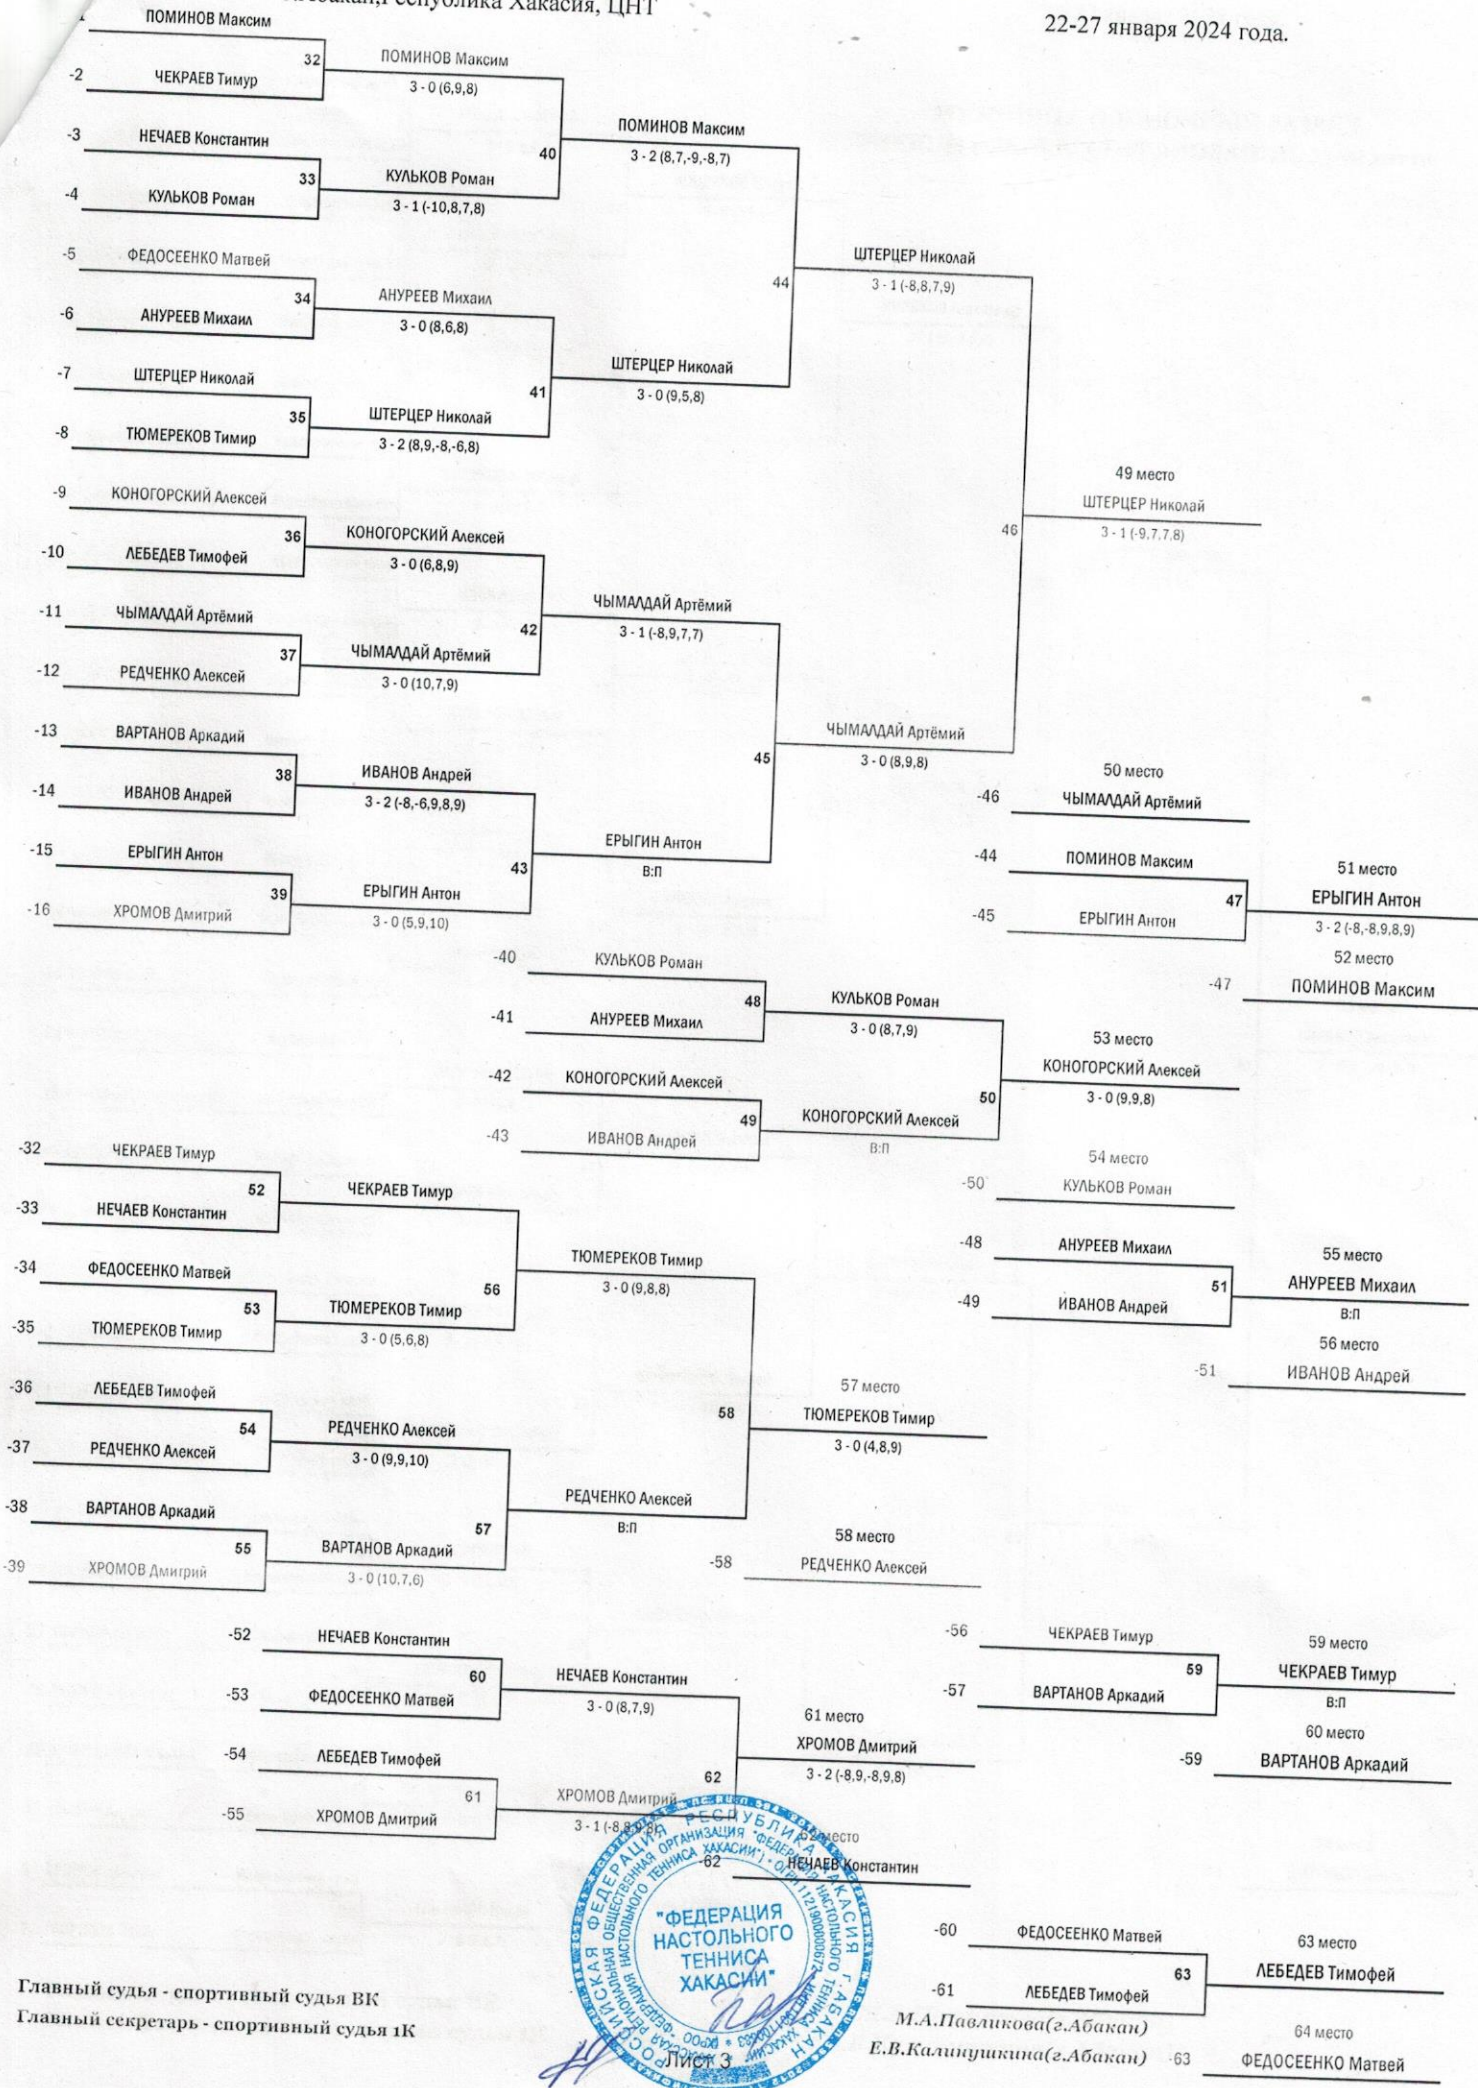 Республика Хакасия, ЦНТ
22-27 января 2024 года.
ПОМИНОВ Максим
32
ПОМИНОВ Максим
-2 ЧЕКРАЕВ Тимур
3 - 0 (6,9,8)
-3 НЕЧАЕВ Константин
40
ПОМИНОВ Максим
3 - 2 (8,7,-9,-8,7)
33
КУЛЬКОВ Роман
-4 КУЛЬКОВ Роман
3 - 1 (-10,8,7,8)
-5 ФЕДОСЕЕНКО Матвей
44
ШТЕРЦЕР Николай
3 - 1 (-8,8,7,9)
34
АНУРЕЕВ Михаил
-6 АНУРЕЕВ Михаил
3 - 0 (8,6,8)
-7 ШТЕРЦЕР Николай
41
ШТЕРЦЕР Николай
3 - 0 (9,5,8)
35
ШТЕРЦЕР Николай
-8 ТЮМЕРЕКОВ Тимир
3 - 2 (8,9,-8,-6,8)
49 место
-9 КОНОГОРСКИЙ Алексей
46
ШТЕРЦЕР Николай
3 - 1 (-9,7,7,8)
36
КОНОГОРСКИЙ Алексей
-10 ЛЕБЕДЕВ Тимофей
3 - 0 (6,8,9)
-11 ЧЫМАЛДАЙ Артёмий
42
ЧЫМАЛДАЙ Артёмий
3 - 1 (-8,9,7,7)
37
ЧЫМАЛДАЙ Артёмий
-12 РЕДЧЕНКО Алексей
3 - 0 (10,7,9)
-13 ВАРТАНОВ Аркадий
45
ЧЫМАЛДАЙ Артёмий
3 - 0 (8,9,8)
38
ИВАНОВ Андрей
-14 ИВАНОВ Андрей
3 - 2 (-8,-6,9,8,9)
50 место
-46 ЧЫМАЛДАЙ Артёмий
-15 ЕРЫГИН Антон
43
ЕРЫГИН Антон
В:П
39
ЕРЫГИН Антон
-16 ХРОМОВ Дмитрий
3 - 0 (5,9,10)
-44 ПОМИНОВ Максим
51 место
47
ЕРЫГИН Антон
-45 ЕРЫГИН Антон
3 - 2 (-8,-8,9,8,9)
52 место
-47 ПОМИНОВ Максим
-40 КУЛЬКОВ Роман
48
КУЛЬКОВ Роман
-41 АНУРЕЕВ Михаил
3 - 0 (8,7,9)
53 место
-42 КОНОГОРСКИЙ Алексей
50
КОНОГОРСКИЙ Алексей
3 - 0 (9,9,8)
49
КОНОГОРСКИЙ Алексей
-43 ИВАНОВ Андрей
В:П
54 место
-50 КУЛЬКОВ Роман
-32 ЧЕКРАЕВ Тимур
52
ЧЕКРАЕВ Тимур
-33 НЕЧАЕВ Константин
-48 АНУРЕЕВ Михаил
55 место
51
АНУРЕЕВ Михаил
-49 ИВАНОВ Андрей
В:П
56 место
-51 ИВАНОВ Андрей
-34 ФЕДОСЕЕНКО Матвей
56
ТЮМЕРЕКОВ Тимир
3 - 0 (9,8,8)
53
ТЮМЕРЕКОВ Тимир
-35 ТЮМЕРЕКОВ Тимир
3 - 0 (5,6,8)
-36 ЛЕБЕДЕВ Тимофей
57 место
58
ТЮМЕРЕКОВ Тимир
3 - 0 (4,8,9)
54
РЕДЧЕНКО Алексей
-37 РЕДЧЕНКО Алексей
3 - 0 (9,9,10)
-38 ВАРТАНОВ Аркадий
57
РЕДЧЕНКО Алексей
В:П
55
ВАРТАНОВ Аркадий
-39 ХРОМОВ Дмитрий
3 - 0 (10,7,6)
58 место
-58 РЕДЧЕНКО Алексей
-52 НЕЧАЕВ Константин
60
НЕЧАЕВ Константин
-53 ФЕДОСЕЕНКО Матвей
3 - 0 (8,7,9)
-56 ЧЕКРАЕВ Тимур
59 место
59
ЧЕКРАЕВ Тимур
-57 ВАРТАНОВ Аркадий
В:П
60 место
-59 ВАРТАНОВ Аркадий
61 место
-54 ЛЕБЕДЕВ Тимофей
62
ХРОМОВ Дмитрий
3 - 2 (-8,9,-8,9,8)
61
ХРОМОВ Дмитрий
-55 ХРОМОВ Дмитрий
3 - 1 (-8,8,9,8)
62 место
-62 НЕЧАЕВ Константин
"ФЕДЕРАЦИЯ
НАСТОЛЬНОГО
ТЕННИСА
ХАКАСИИ"
-60 ФЕДОСЕЕНКО Матвей
63 место
63
ЛЕБЕДЕВ Тимофей
-61 ЛЕБЕДЕВ Тимофей
64 место
-63 ФЕДОСЕЕНКО Матвей
Главный судья - спортивный судья ВК
М.А.Павликова(г.Абакан)
Главный секретарь - спортивный судья 1К
Е.В.Калинушкина(г.Абакан)
Лист 3